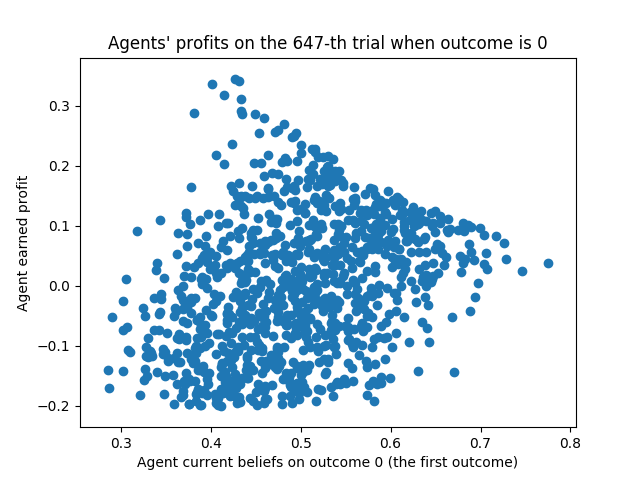 Agents' profits on the 647-th trial when outcome is 0
Agent earned profit
0.3
0.2
0.1
0.0
−0.1
−0.2
0.3 0.4 0.5 0.6 0.7 0.8
Agent current beliefs on outcome 0 (the first outcome)